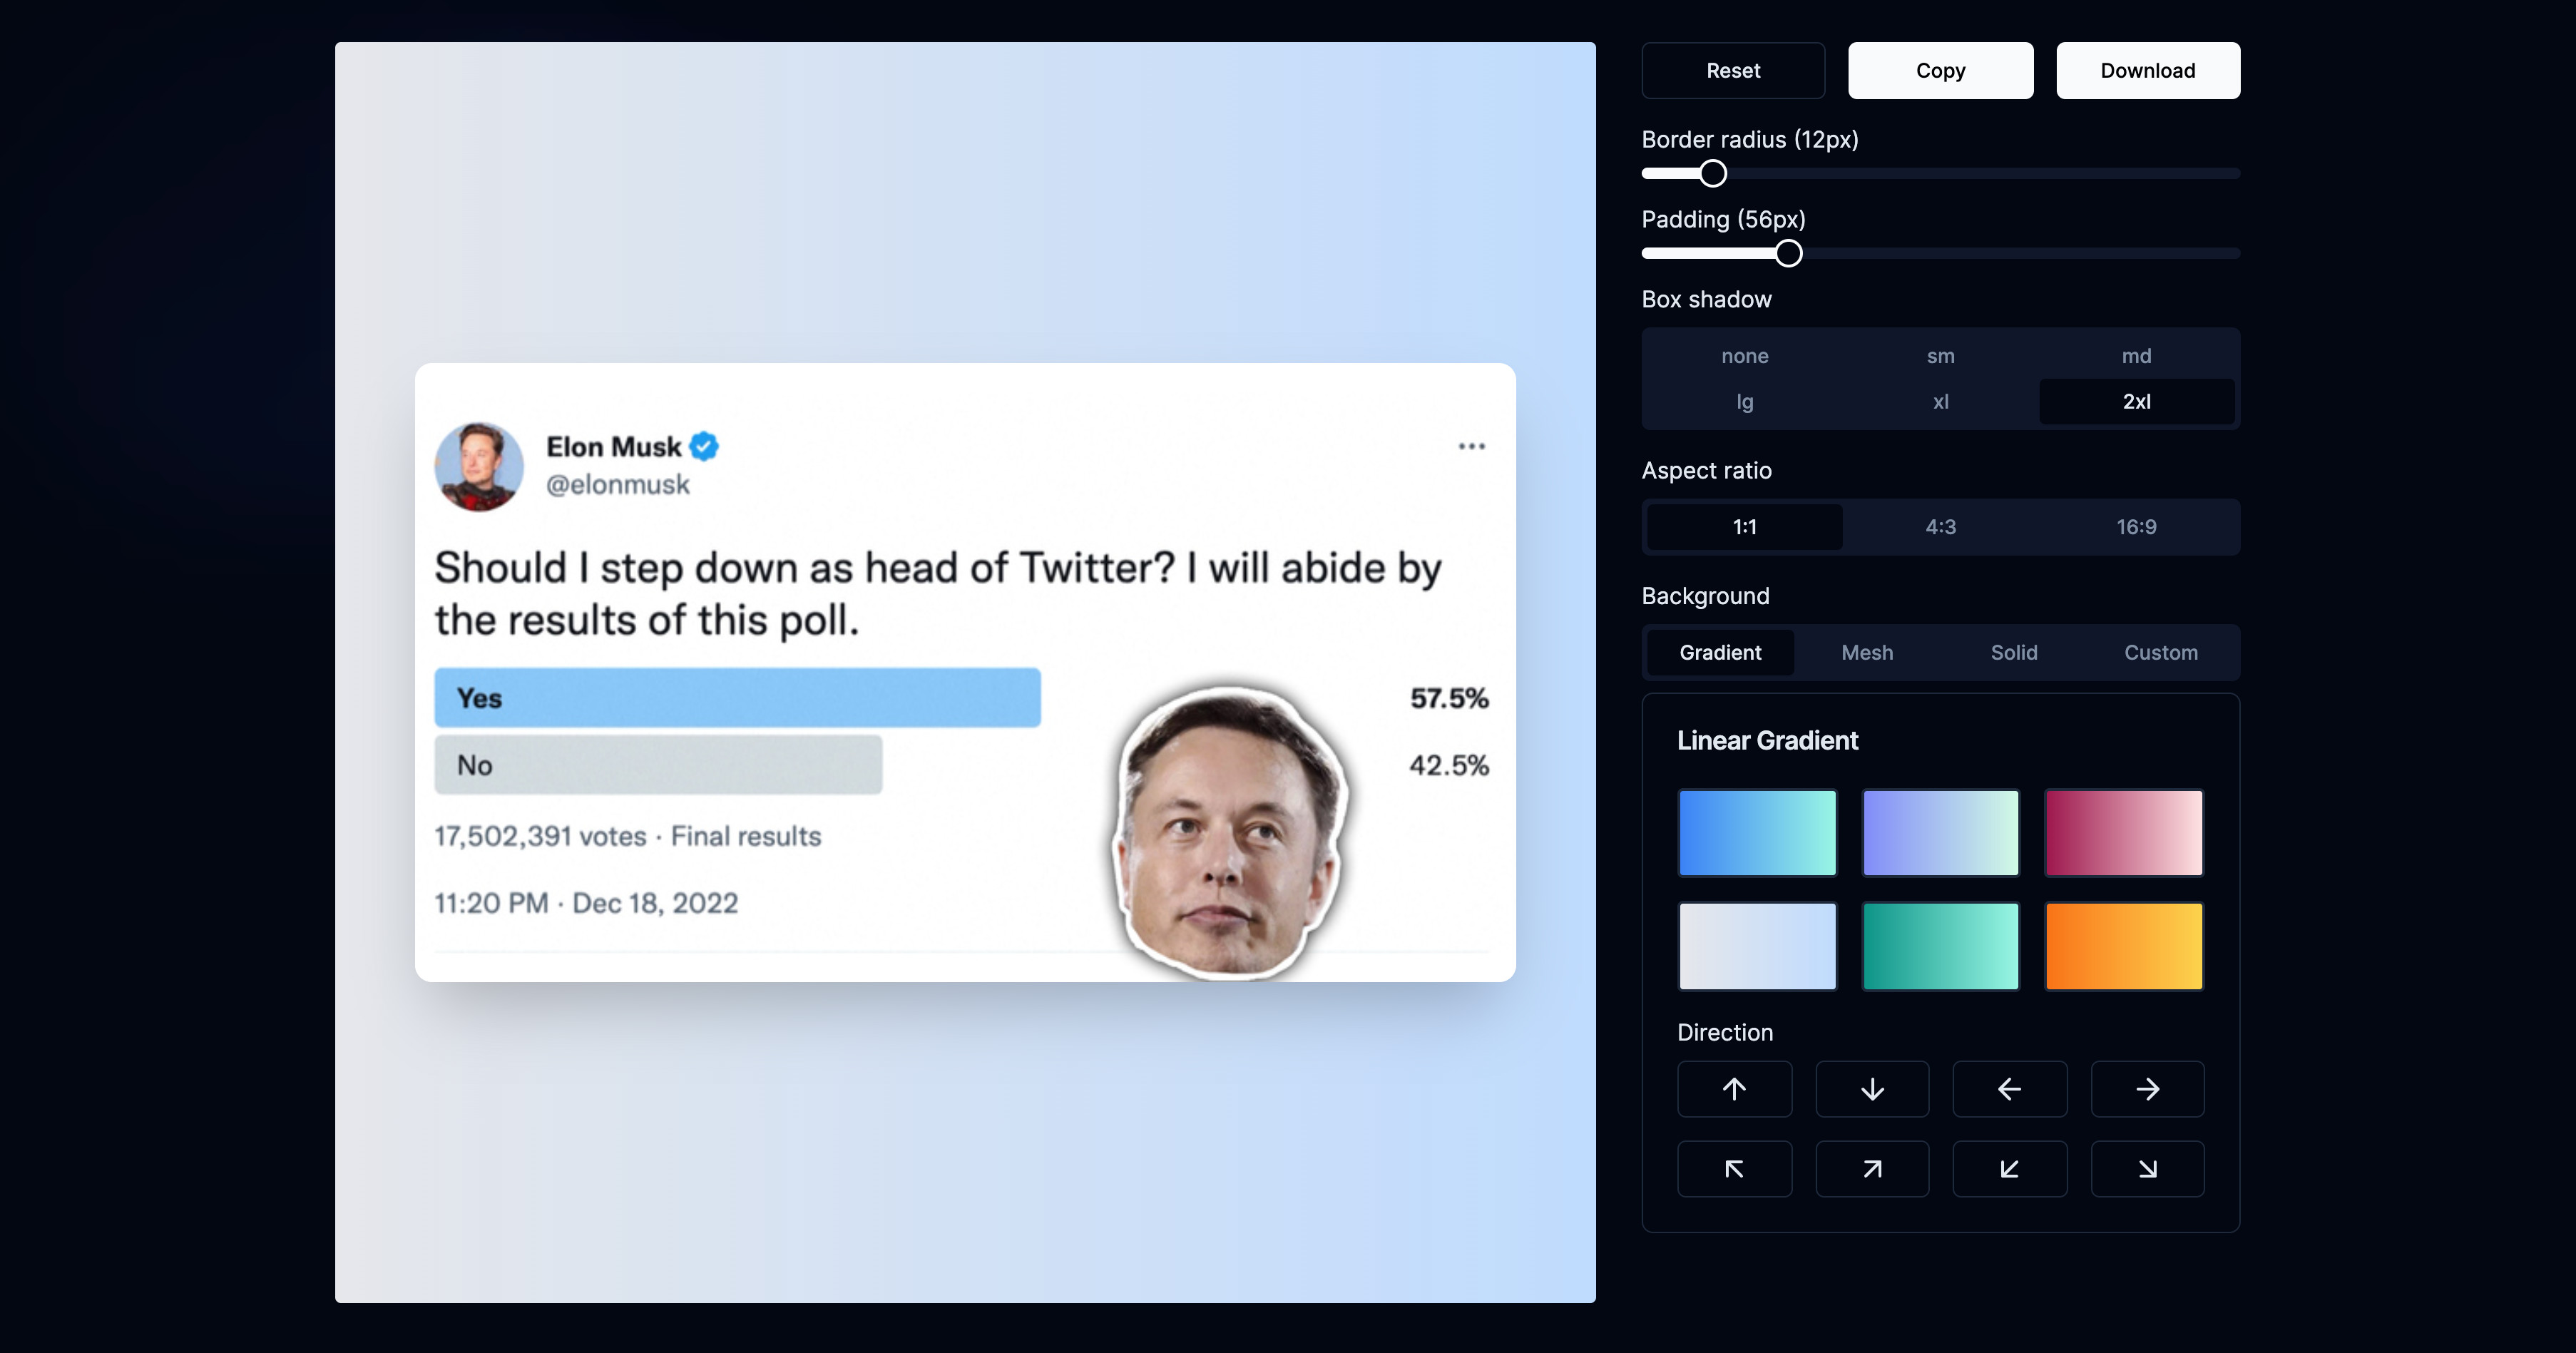 Elon Musk
@elonmusk
Should I step down as head of Twitter? I will abide by
the results of this poll.
Yes 57.5%
No 42.5%
17,502,391 votes · Final results
11:20 PM · Dec 18, 2022
Reset Copy Download
Border radius (12px)
Padding (56px)
Box shadow
none sm md
lg xl 2xl
Aspect ratio
1:1 4:3 16:9
Background
Gradient Mesh Solid Custom
Linear Gradient
Direction